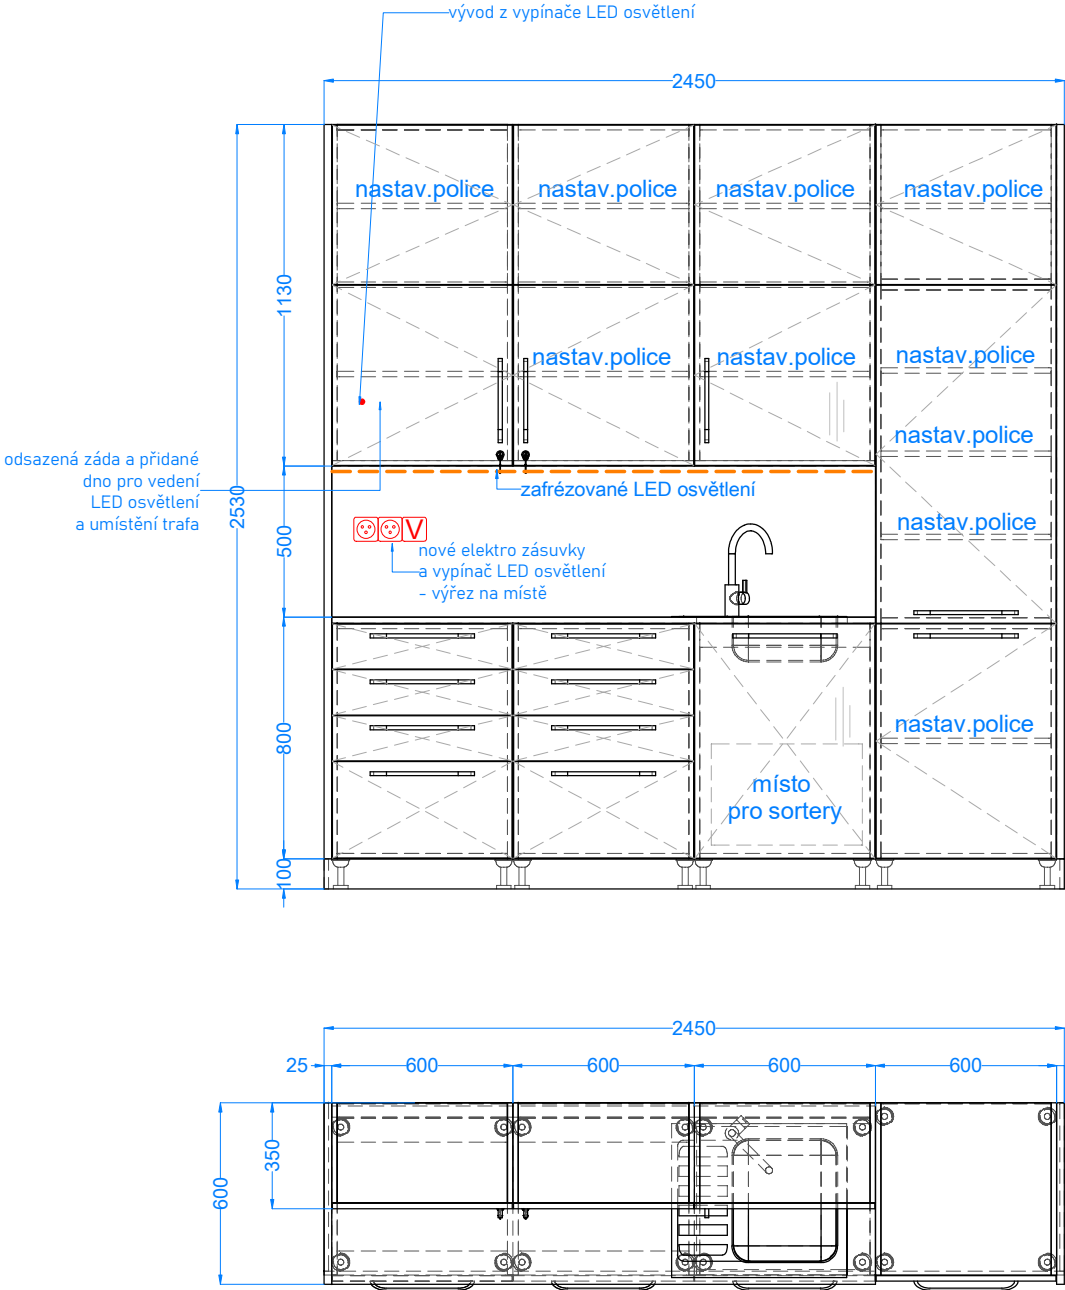 vývod z vypínače LED osvětlení
2450
nastav.police nastav.police nastav.police nastav.police
1130
nastav.police nastav.police nastav.police
nastav.police
odsazená záda a přidané
dno pro vedení
LED osvětlení
a umístění trafa
2530
zafrézované LED osvětlení
500
V
nastav.police
nové elektro zásuvky
a vypínač LED osvětlení
- výřez na místě
800
nastav.police
místo
pro sortery
100
2450
25 600 600 600 600
350
600